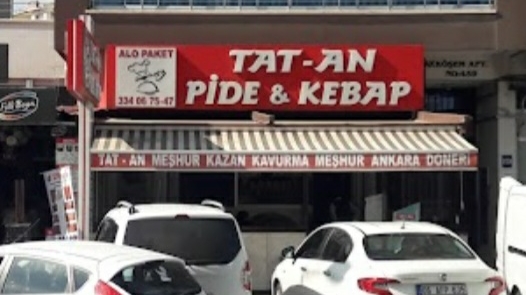 ALO PAKET
334 06 75-47
TAT-AN
PİDE & KEBAP
TAT - AN MEŞHUR KAZAN KAVURMA MEŞHUR ANKARA DÖNERİ